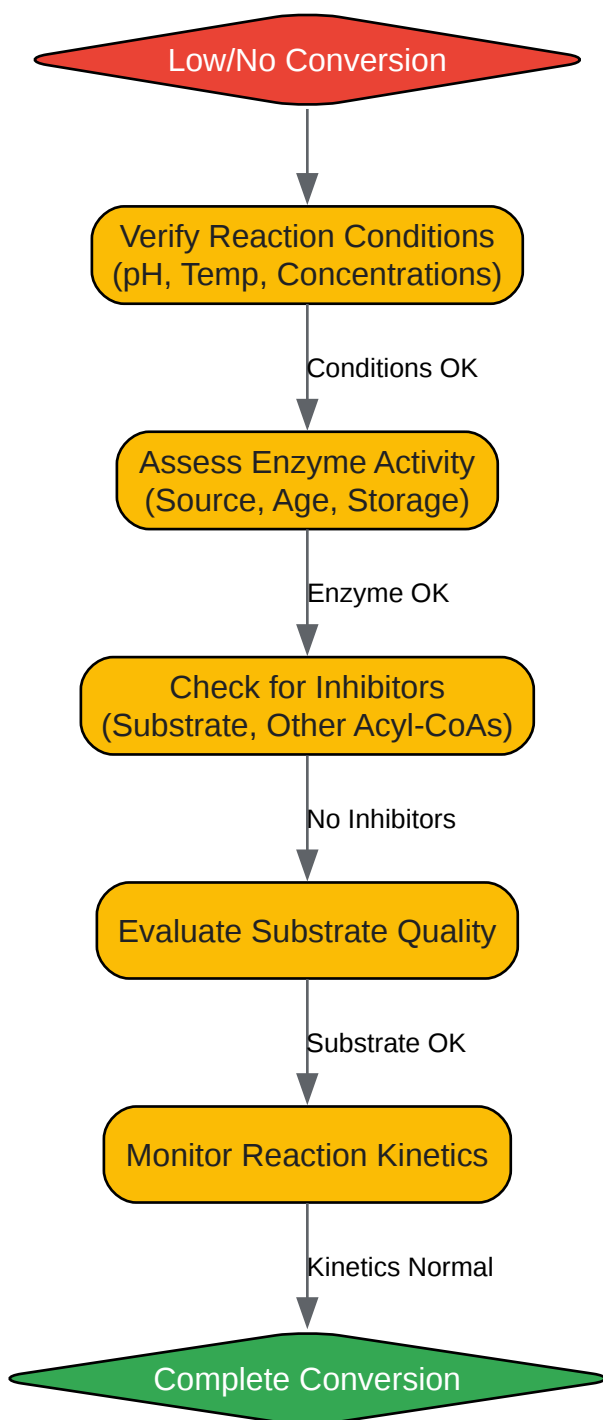 Low/No Conversion
Verify Reaction Conditions
(pH, Temp, Concentrations)
Conditions OK
Assess Enzyme Activity
(Source, Age, Storage)
Enzyme OK
Check for Inhibitors
(Substrate, Other Acyl-CoAs)
No Inhibitors
Evaluate Substrate Quality
Substrate OK
Monitor Reaction Kinetics
Kinetics Normal
Complete Conversion